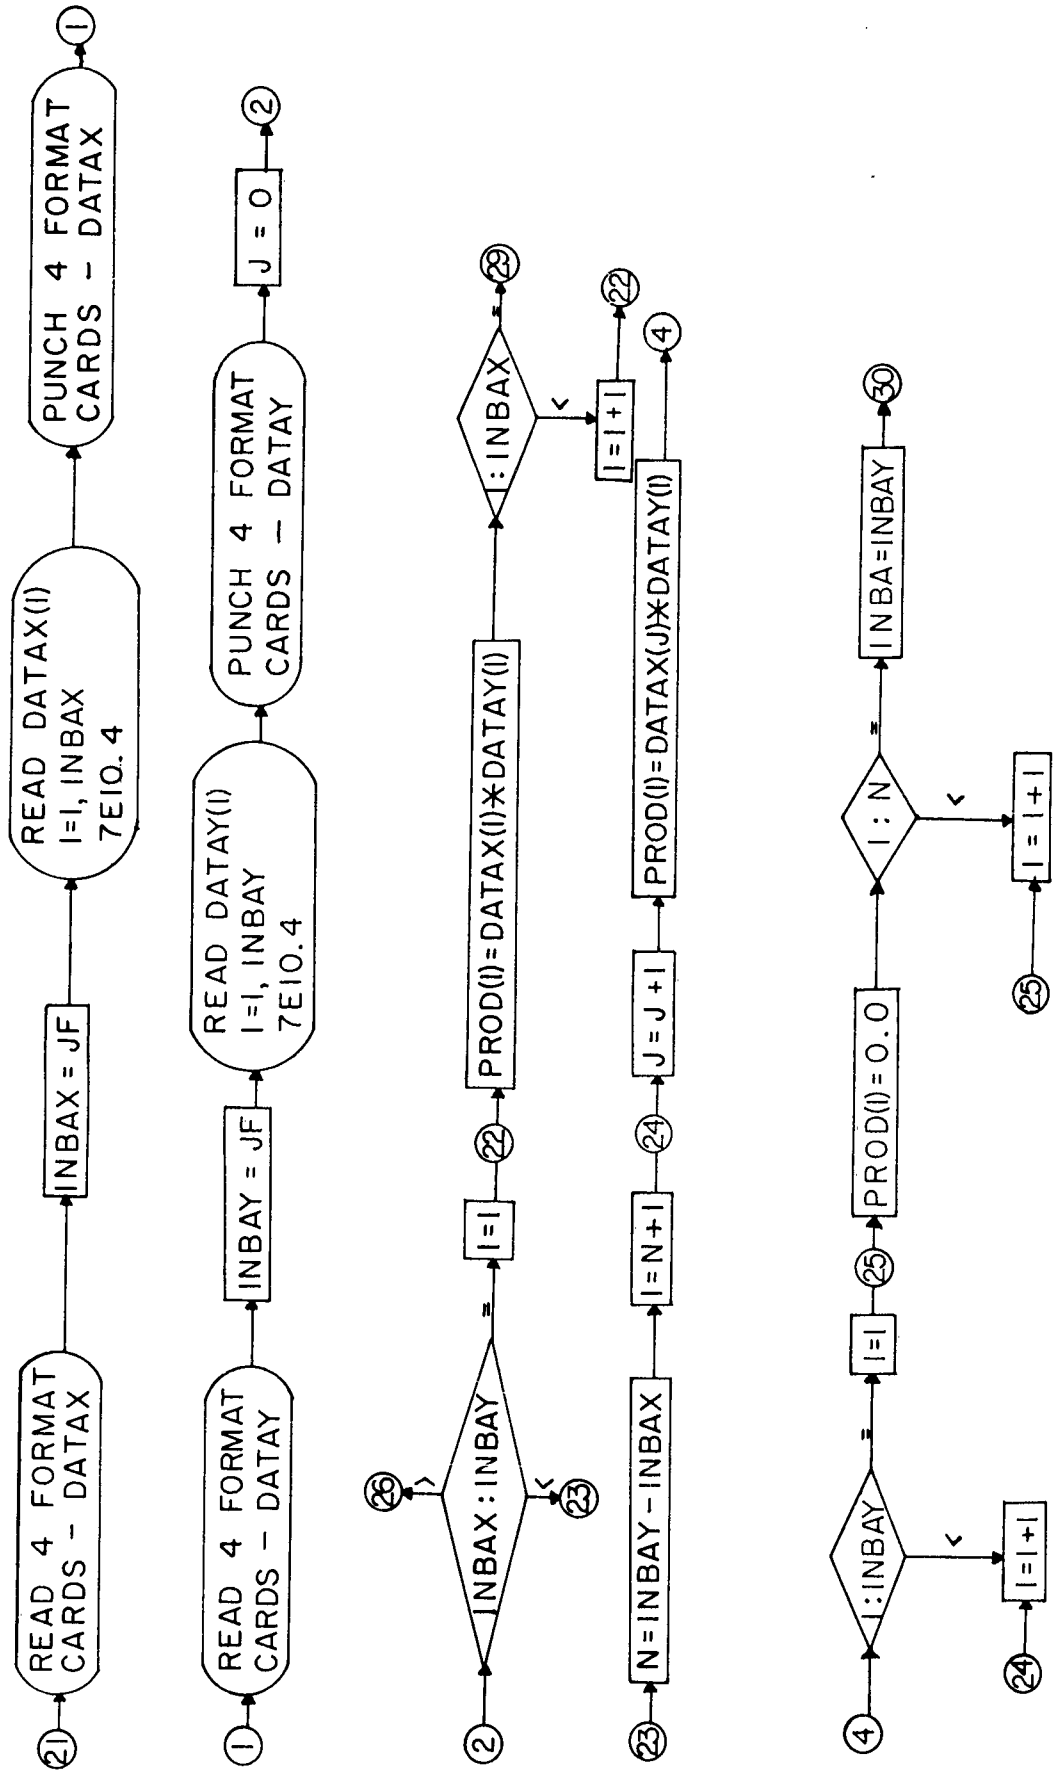 21
READ 4 FORMAT
CARDS - DATAX
INBAX = JF
READ DATAX(I)
I=1, INBAX
7E10.4
PUNCH 4 FORMAT
CARDS - DATAX
1
1
READ 4 FORMAT
CARDS - DATAY
INBAY = JF
READ DATAY(I)
I=1, INBAY
7E10.4
PUNCH 4 FORMAT
CARDS - DATAY
J = 0
2
2
INBAX : INBAY
>
26
<
23
=
I=1
22
PROD(I)=DATAX(I)*DATAY(I)
I : INBAX
=
29
<
I=I+1
22
23
N=INBAY-INBAX
I=N+1
24
J=J+1
PROD(I)=DATAX(J)*DATAY(I)
4
4
I:INBAY
<
I=I+1
24
=
I=1
25
PROD(I)=0.0
I : N
<
I = I+1
25
=
INBA=INBAY
30